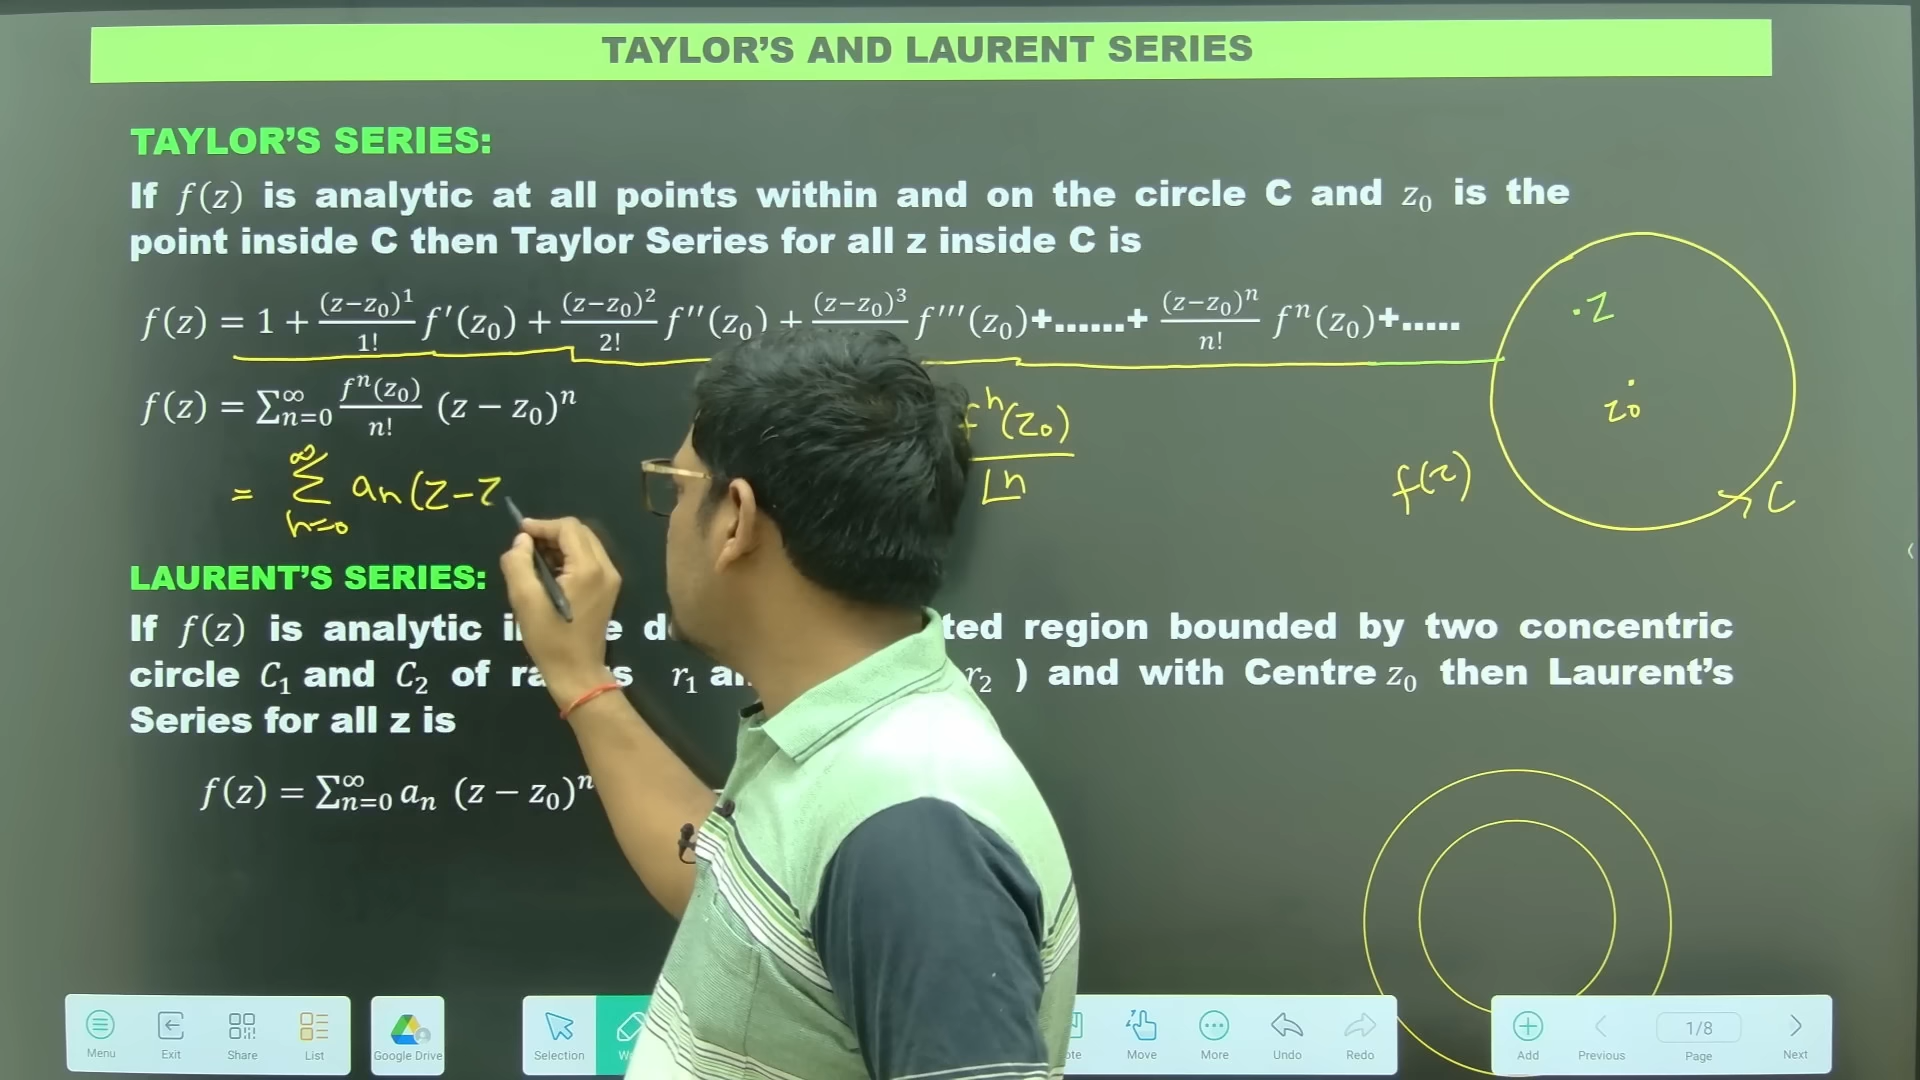 TAYLOR’S AND LAURENT SERIES
TAYLOR’S SERIES:
If f(z) is analytic at all points within and on the circle C and z₀ is the
point inside C then Taylor Series for all z inside C is
f(z) = 1 + (z−z₀)¹/1! f′(z₀) + (z−z₀)²/2! f′′(z₀) + (z−z₀)³ f′′′(z₀)+......+ (z−z₀)ⁿ/n! fⁿ(z₀)+.....
f(z) = ∑ₙ₌₀^∞ fⁿ(z₀)/n! (z − z₀)ⁿ
= ∑ₙ₌₀^∞ aₙ(z−z
fⁿ(z₀)/⌊n
.z
z₀
f(z)
C
LAURENT’S SERIES:
If f(z) is analytic region bounded by two concentric
circle C₁ and C₂ of r₁ r₂ ) and with Centre z₀ then Laurent’s
Series for all z is
f(z) = ∑ₙ₌₀^∞ aₙ (z − z₀)ⁿ
Menu Exit Share List Google Drive Selection Move More Undo Redo Add Previous 1/8 Page Next